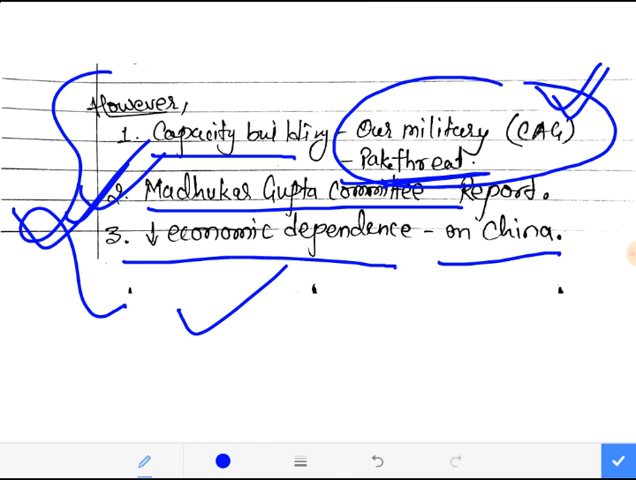 However,
1. Capacity building - Our military (CAG)
- Pak threat.
2. Madhukar Gupta Committee Report.
3. ↓ economic dependence - on China.